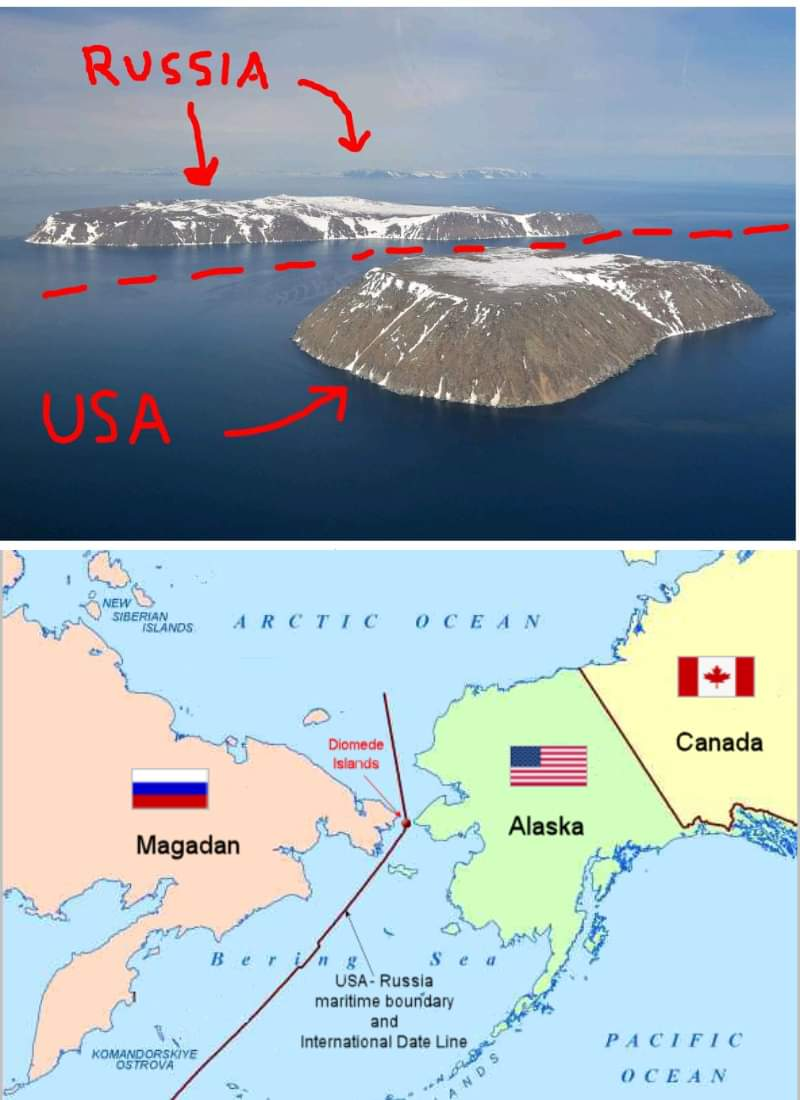 RUSSIA
USA
NEW
SIBERIAN
ISLANDS
ARCTIC OCEAN
Diomede
Islands
Canada
Magadan
Alaska
Bering Sea
USA- Russia
maritime boundary
and
International Date Line
KOMANDORSKIYE
OSTROVA
PACIFIC
OCEAN
LANDS